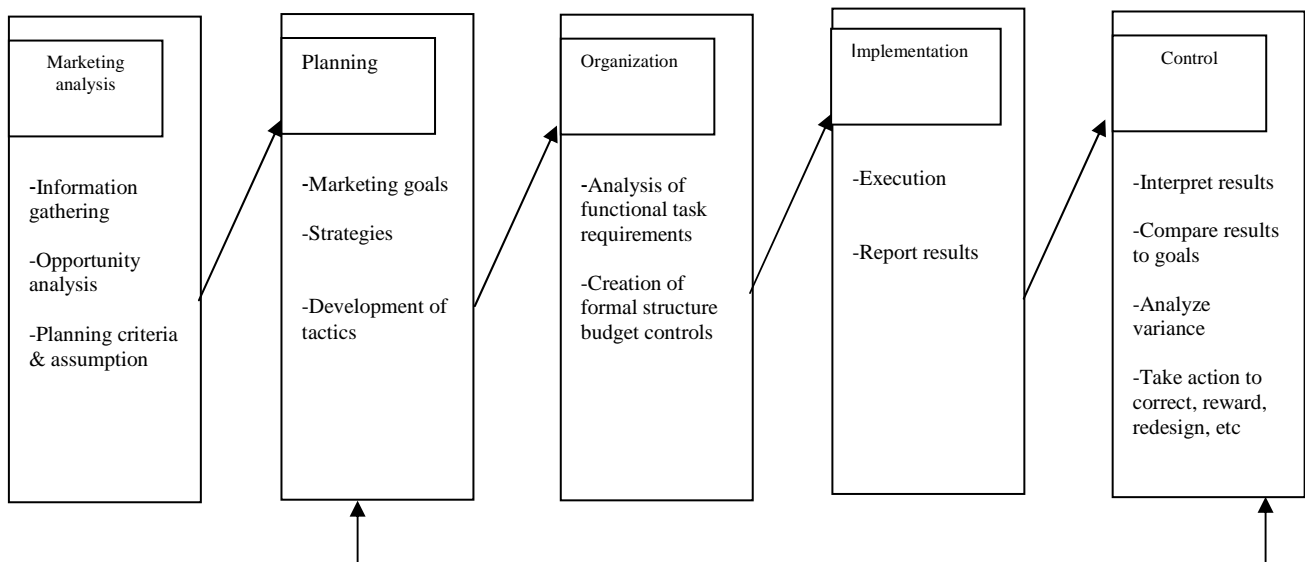 Marketing
analysis
-Information
gathering
-Opportunity
analysis
-Planning criteria
& assumption
Planning
-Marketing goals
-Strategies
-Development of
tactics
Organization
-Analysis of
functional task
requirements
-Creation of
formal structure
budget controls
Implementation
-Execution
-Report results
Control
-Interpret results
-Compare results
to goals
-Analyze
variance
-Take action to
correct, reward,
redesign, etc